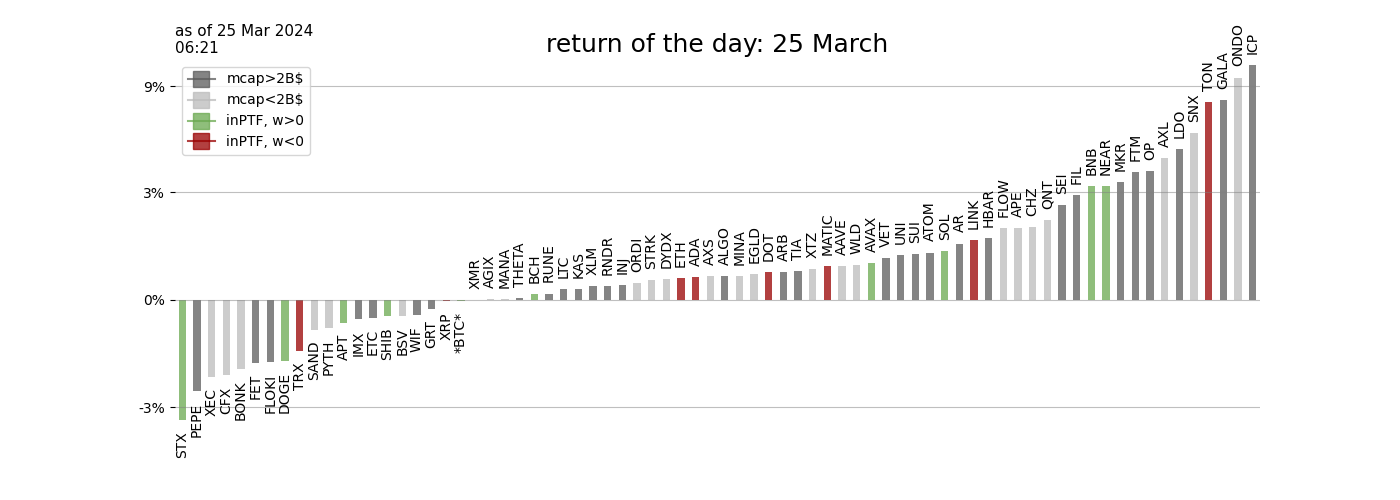 as of 25 Mar 2024
06:21
return of the day: 25 March
mcap>2B$
mcap<2B$
inPTF, w>0
inPTF, w<0
9%
3%
0%
-3%
STX
PEPE
XEC
CFX
BONK
FET
FLOKI
DOGE
TRX
SAND
PYTH
APT
IMX
ETC
SHIB
BSV
WIF
GRT
XRP
*BTC*
XMR
AGIX
MANA
THETA
BCH
RUNE
LTC
KAS
XLM
RNDR
INJ
ORDI
STRK
DYDX
ETH
ADA
AXS
ALGO
MINA
EGLD
DOT
ARB
TIA
XTZ
MATIC
AAVE
WLD
AVAX
VET
UNI
SUI
ATOM
SOL
AR
LINK
HBAR
FLOW
APE
CHZ
QNT
SEI
FIL
BNB
NEAR
MKR
FTM
OP
AXL
LDO
SNX
TON
GALA
ONDO
ICP